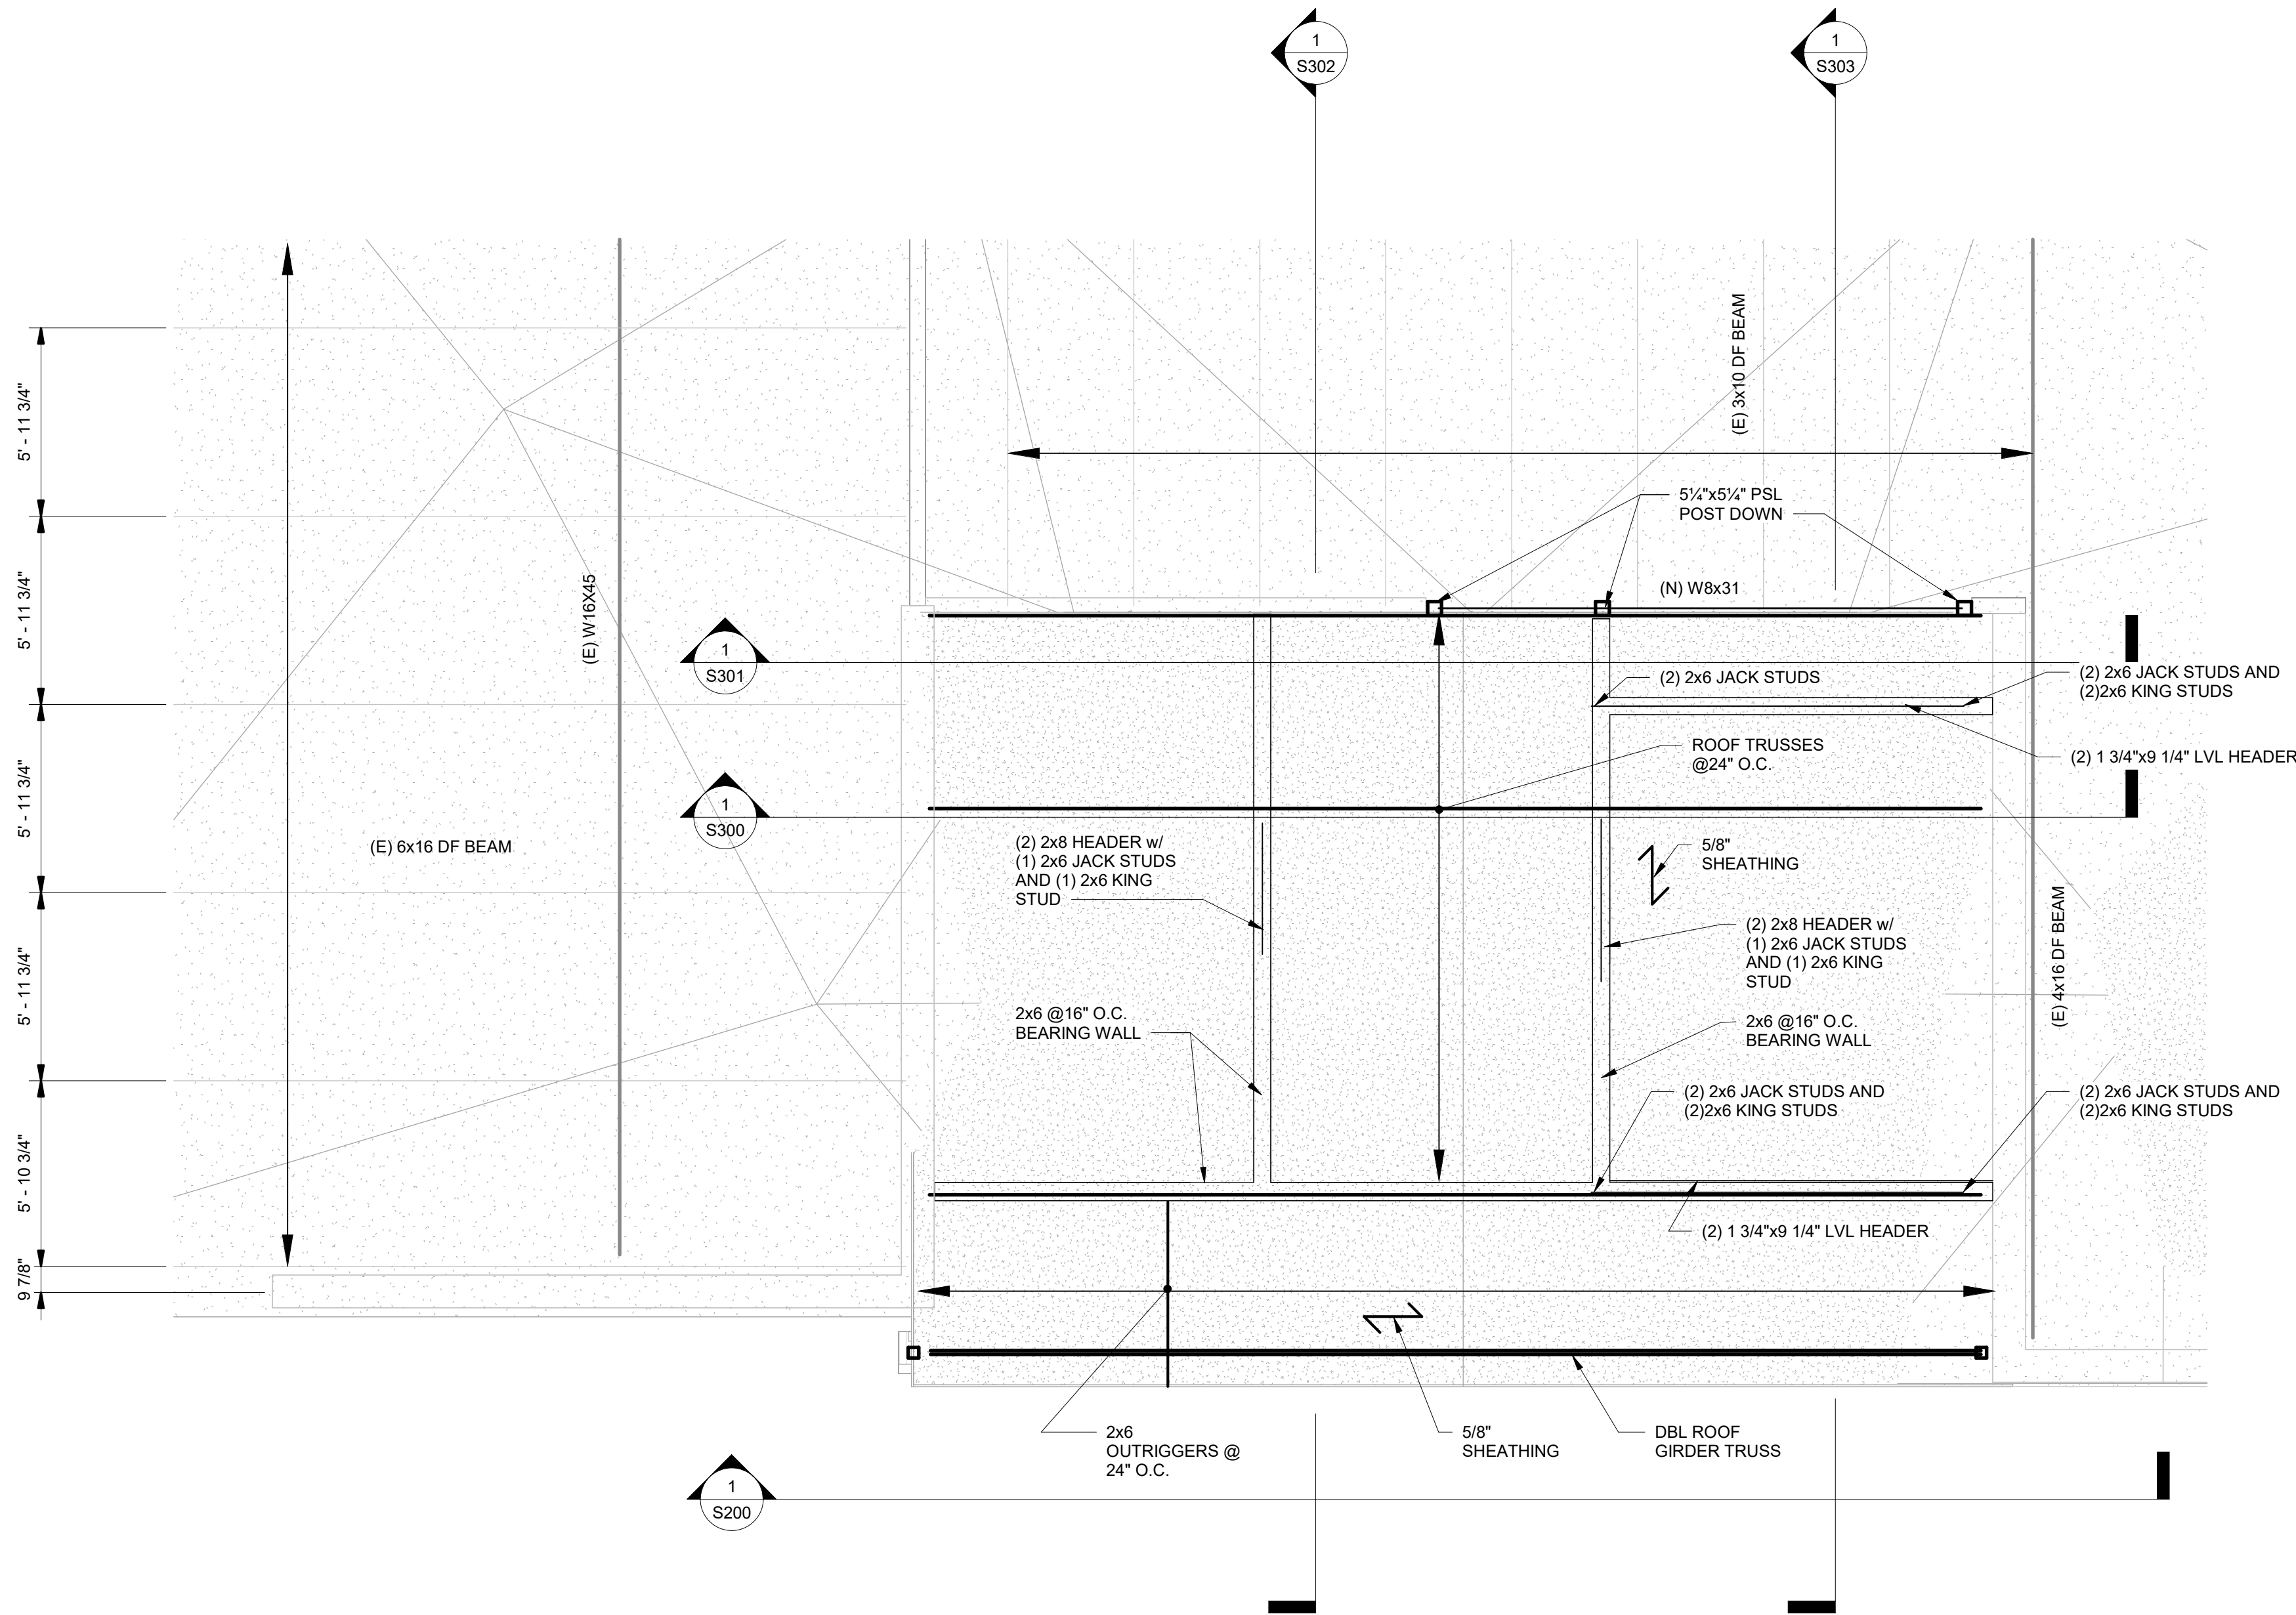 1
S302
1
S303
5' - 11 3/4"
5' - 11 3/4"
5' - 11 3/4"
5' - 11 3/4"
5' - 10 3/4"
9 7/8"
(E) 3x10 DF BEAM
5¼"x5¼" PSL
POST DOWN
(N) W8x31
(E) W16X45
1
S301
(2) 2x6 JACK STUDS
(2) 2x6 JACK STUDS AND
(2)2x6 KING STUDS
ROOF TRUSSES
@24" O.C.
(2) 1 3/4"x9 1/4" LVL HEADER
1
S300
(E) 6x16 DF BEAM
(2) 2x8 HEADER w/
(1) 2x6 JACK STUDS
AND (1) 2x6 KING
STUD
5/8"
SHEATHING
(2) 2x8 HEADER w/
(1) 2x6 JACK STUDS
AND (1) 2x6 KING
STUD
(E) 4x16 DF BEAM
2x6 @16" O.C.
BEARING WALL
2x6 @16" O.C.
BEARING WALL
(2) 2x6 JACK STUDS AND
(2)2x6 KING STUDS
(2) 2x6 JACK STUDS AND
(2)2x6 KING STUDS
(2) 1 3/4"x9 1/4" LVL HEADER
2x6
OUTRIGGERS @
24" O.C.
5/8"
SHEATHING
DBL ROOF
GIRDER TRUSS
1
S200